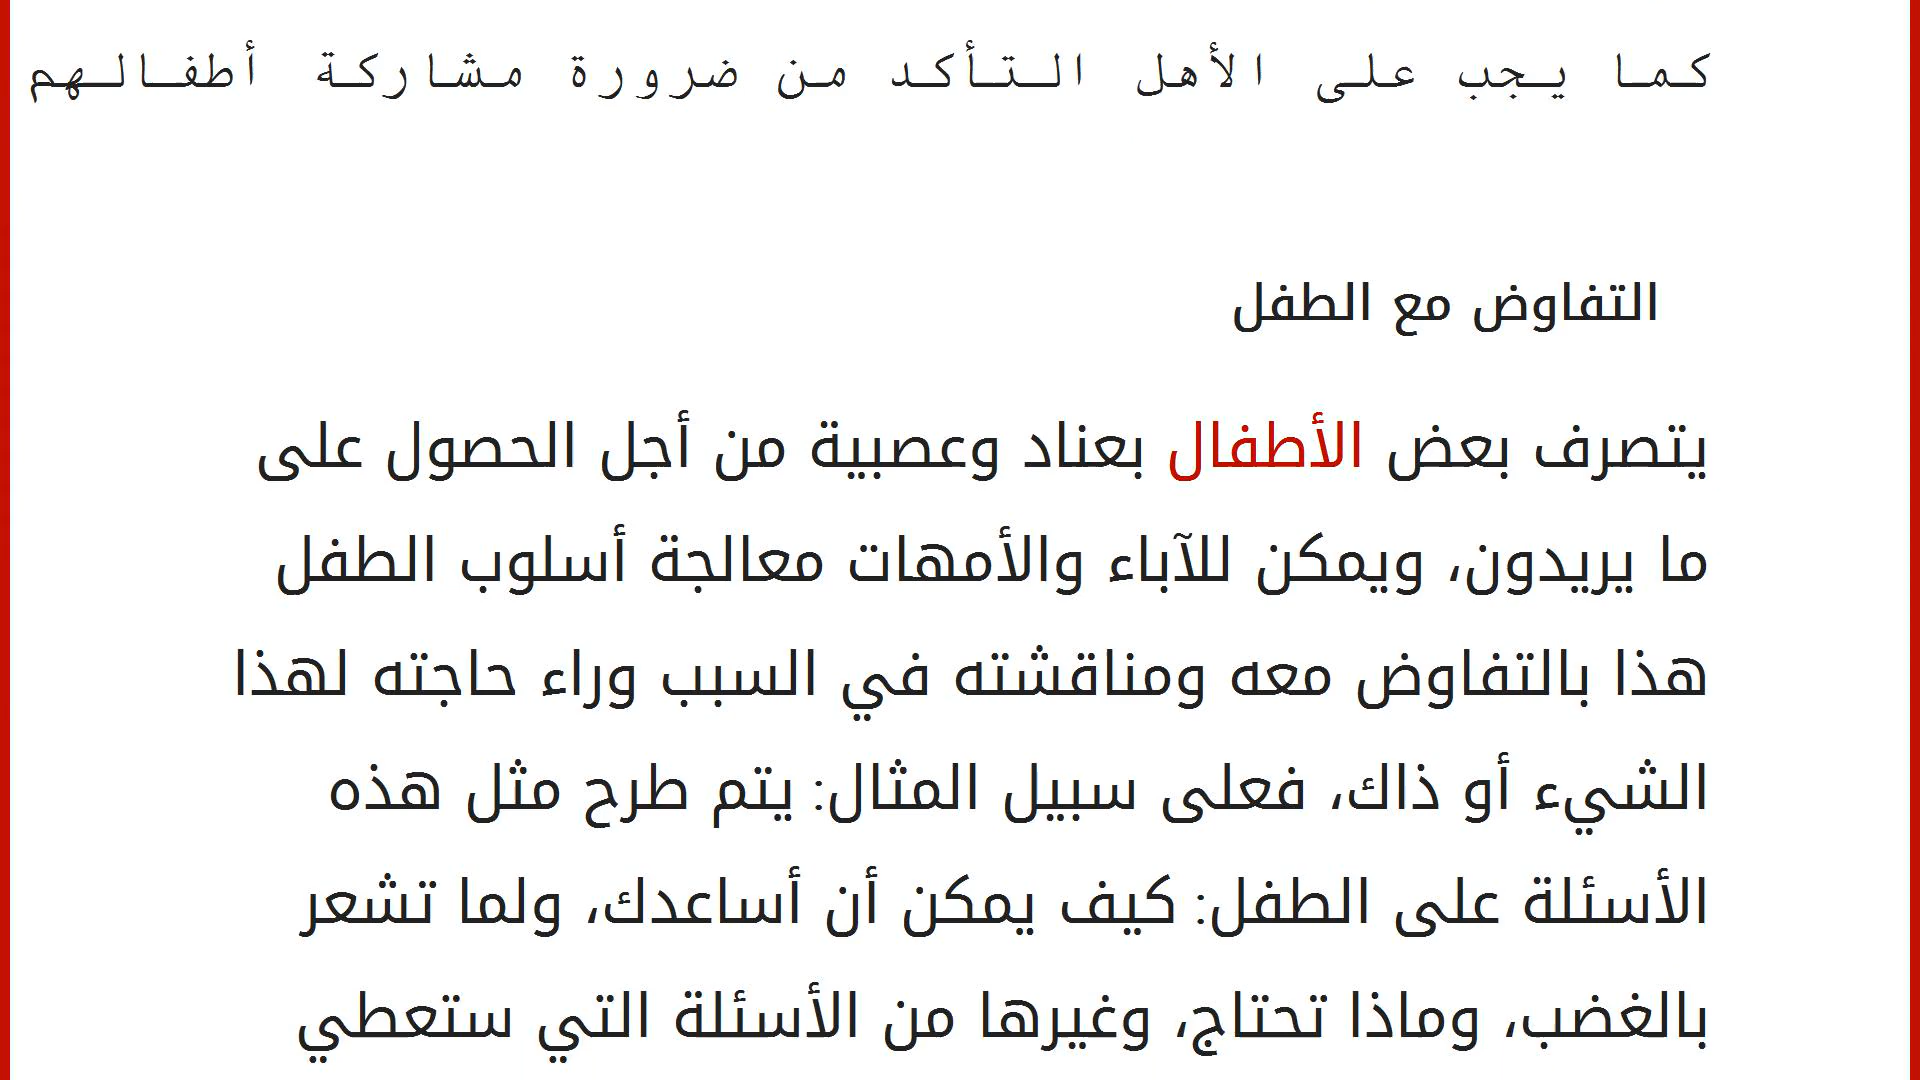 كما يجب على الأهل التأكد من ضرورة مشاركة أطفالهم
التفاوض مع الطفل
يتصرف بعض الأطفال بعناد وعصبية من أجل الحصول على
ما يريدون، ويمكن للآباء والأمهات معالجة أسلوب الطفل
هذا بالتفاوض معه ومناقشته في السبب وراء حاجته لهذا
الشيء أو ذاك، فعلى سبيل المثال: يتم طرح مثل هذه
الأسئلة على الطفل: كيف يمكن أن أساعدك، ولما تشعر
بالغضب، وماذا تحتاج، وغيرها من الأسئلة التي ستعطي